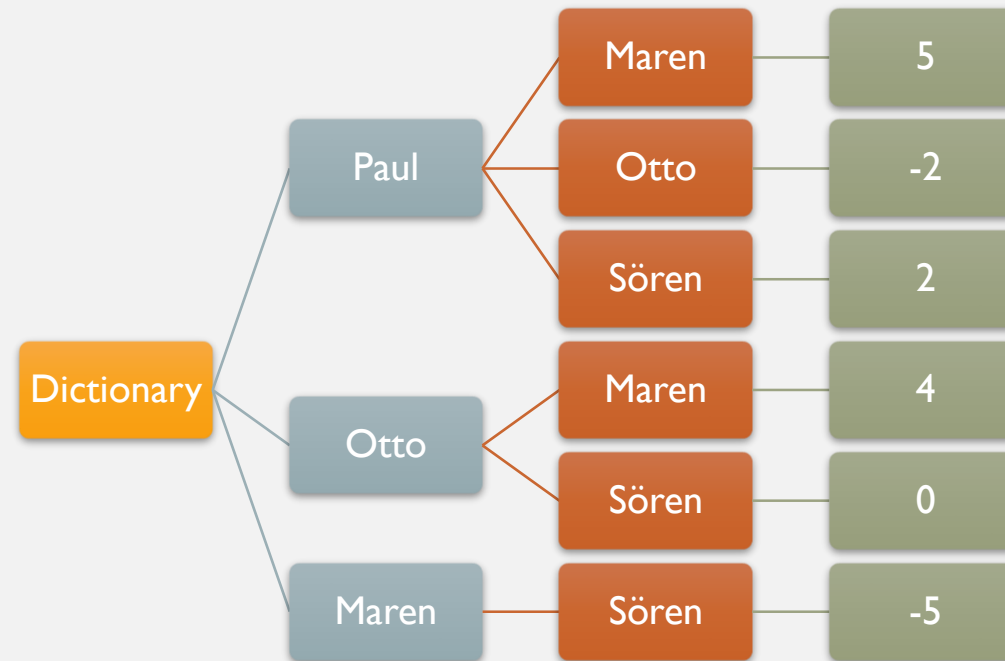 Dictionary
Paul
Maren
5
Otto
-2
Sören
2
Otto
Maren
4
Sören
0
Maren
Sören
-5